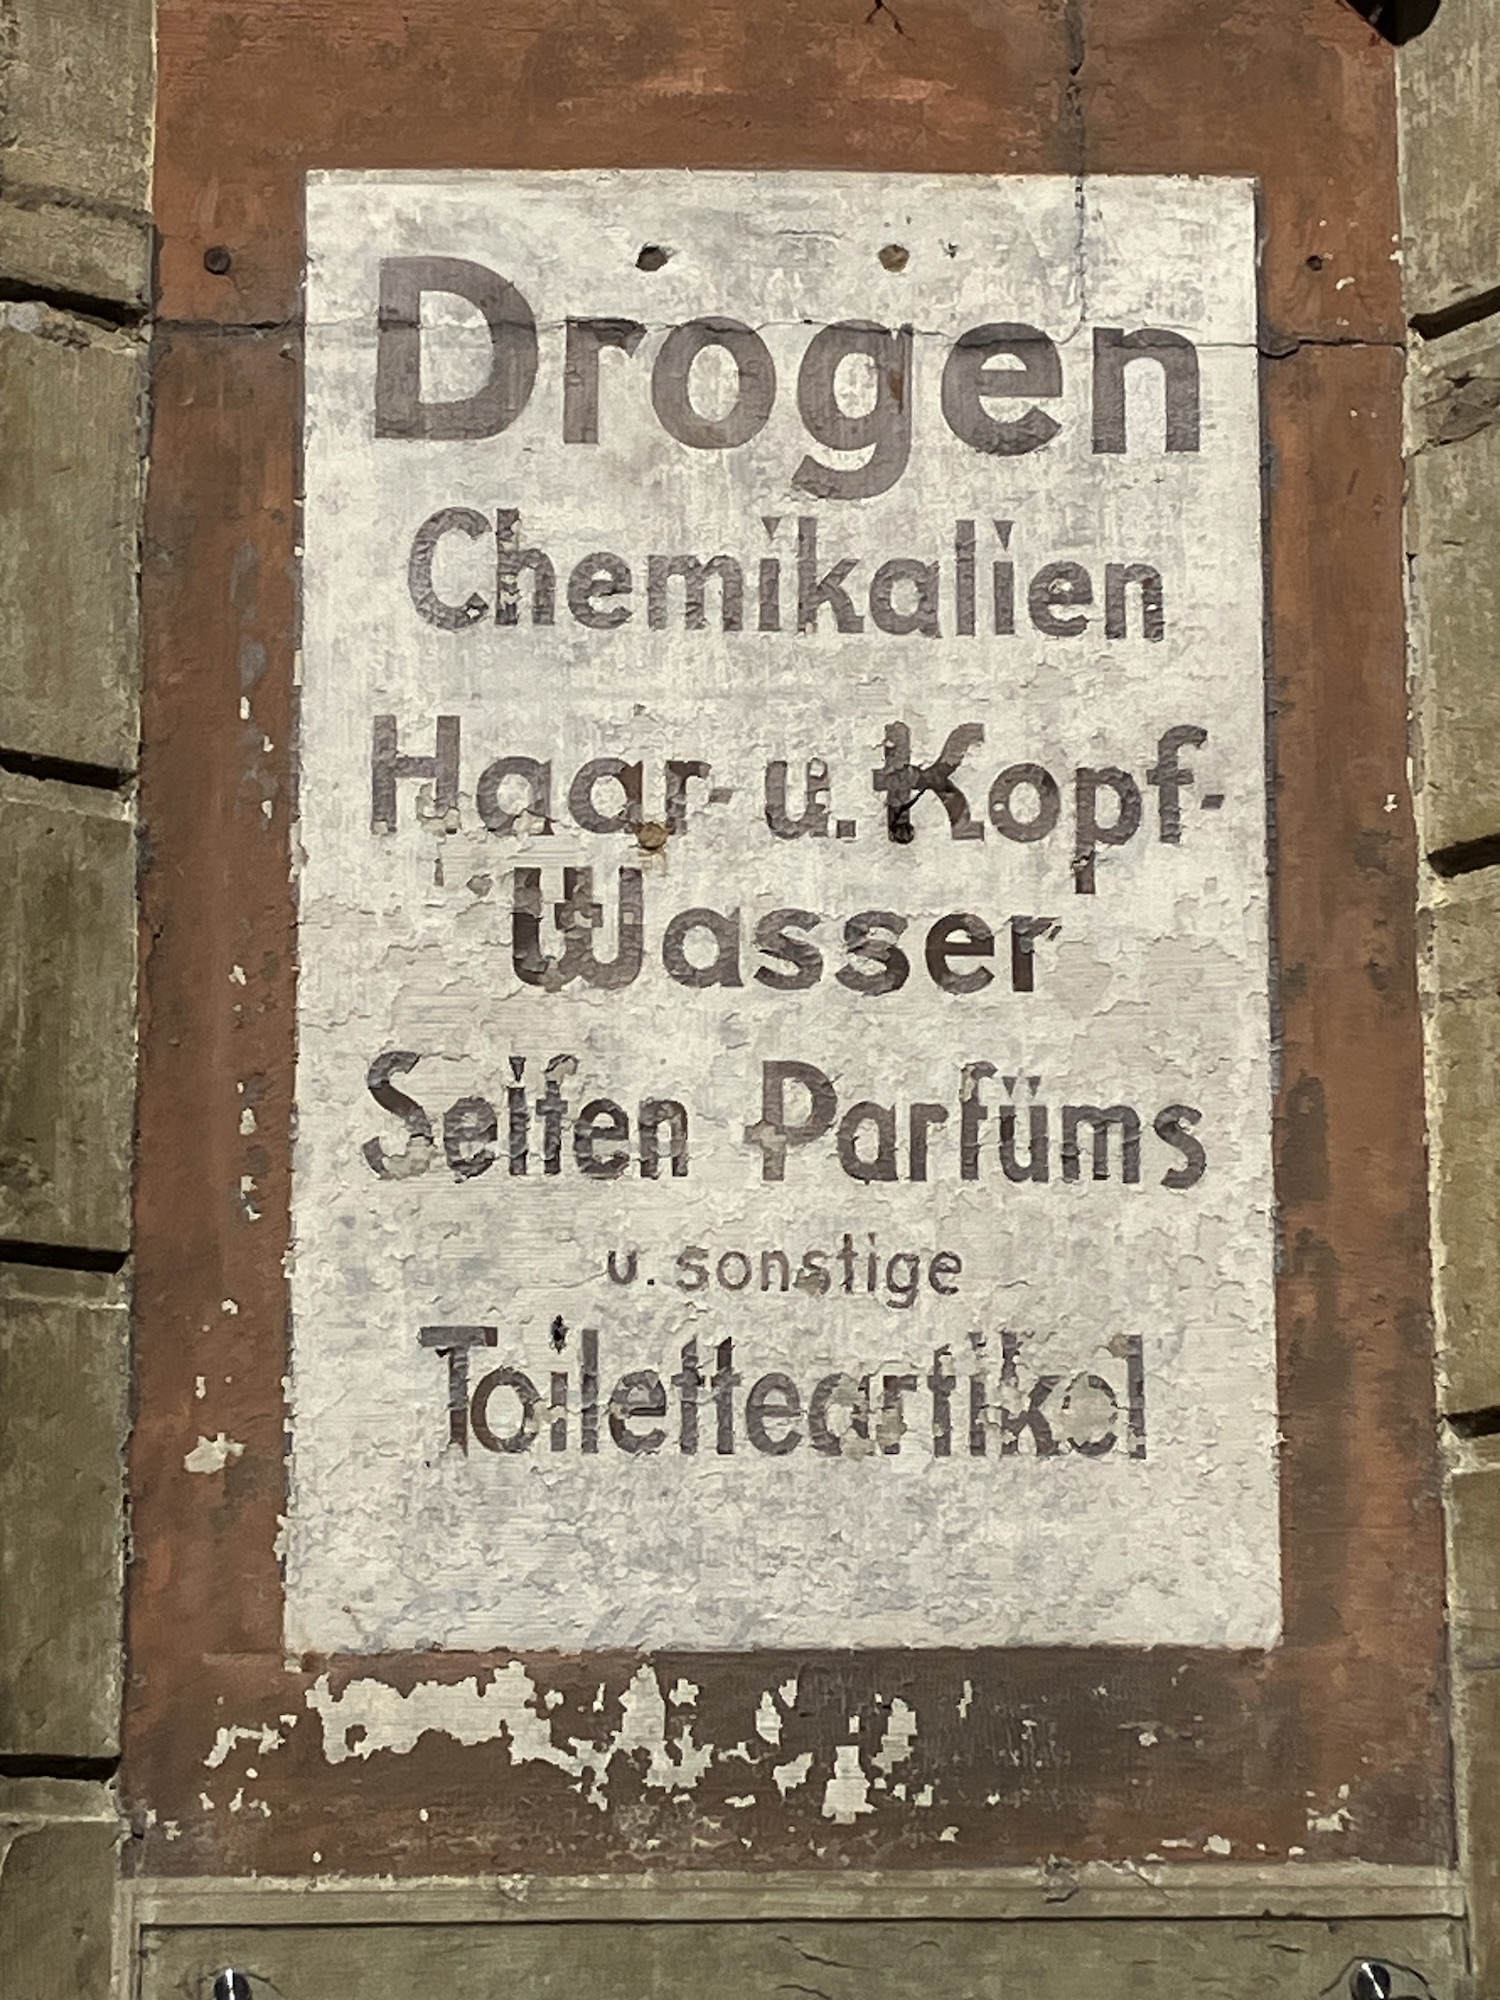 Drogen
Chemikalien
Haar- u. Kopf-
Wasser
Seifen Parfüms
u. sonstige
Toiletteartikel